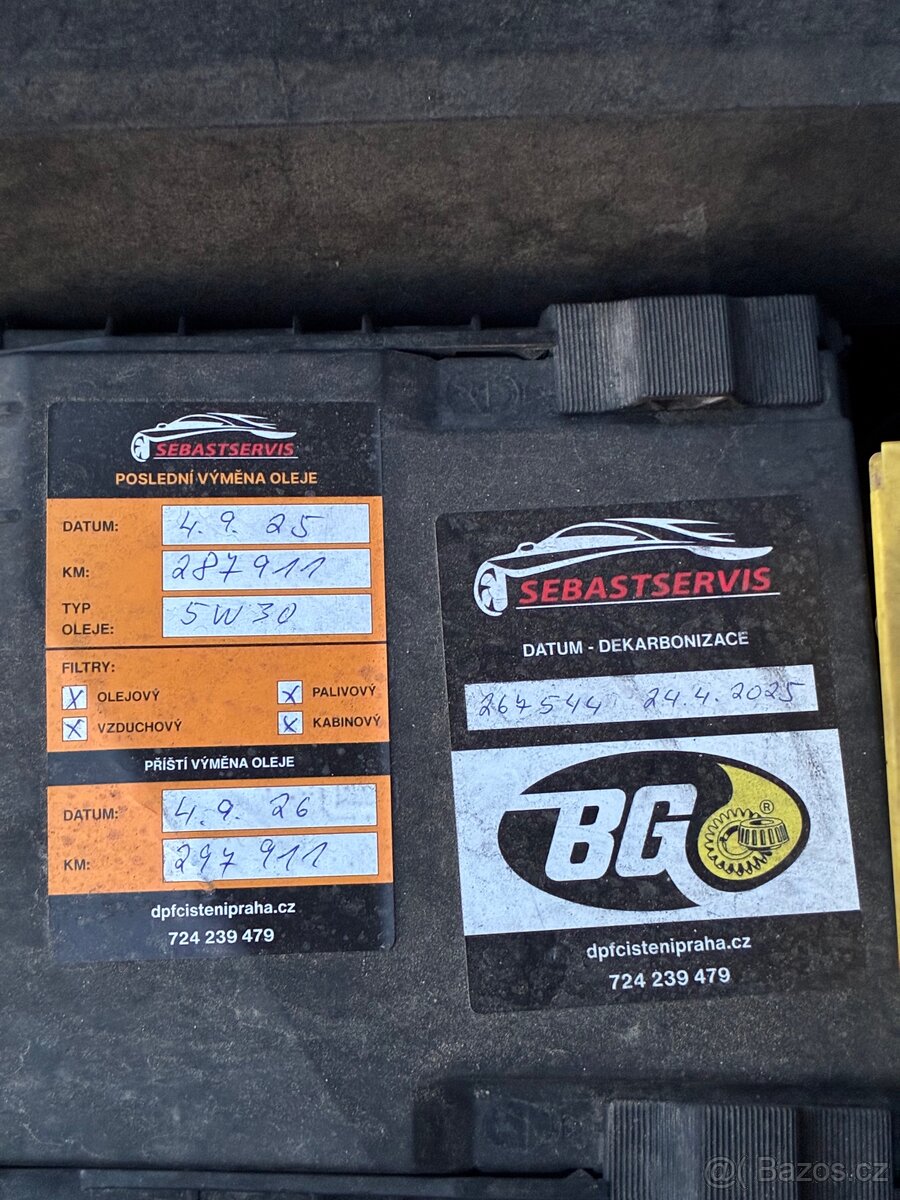 SEBASTSERVIS
POSLEDNÍ VÝMĚNA OLEJE
DATUM: 4.9.25
KM: 287911
TYP OLEJE: 5W30
FILTRY:
X OLEJOVÝ X PALIVOVÝ
X VZDUCHOVÝ X KABINOVÝ
PŘÍŠTÍ VÝMĚNA OLEJE
DATUM: 4.9.26
KM: 297911
dpfcistenipraha.cz
724 239 479
SEBASTSERVIS
DATUM - DEKARBONIZACE
267544 24.4.2025
BG ®
dpfcistenipraha.cz
724 239 479
@( Bazos.cz